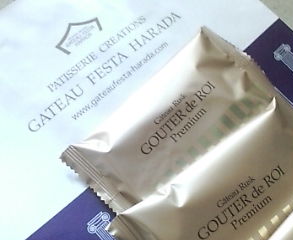 PATISSERIE CREATIONS
GATEAU FESTA HARADA
www.gateaufesta-harada.com
Gateau Rusk
GOUTER de ROI
Premium
Gateau Rusk
GOUTER de ROI
Premium